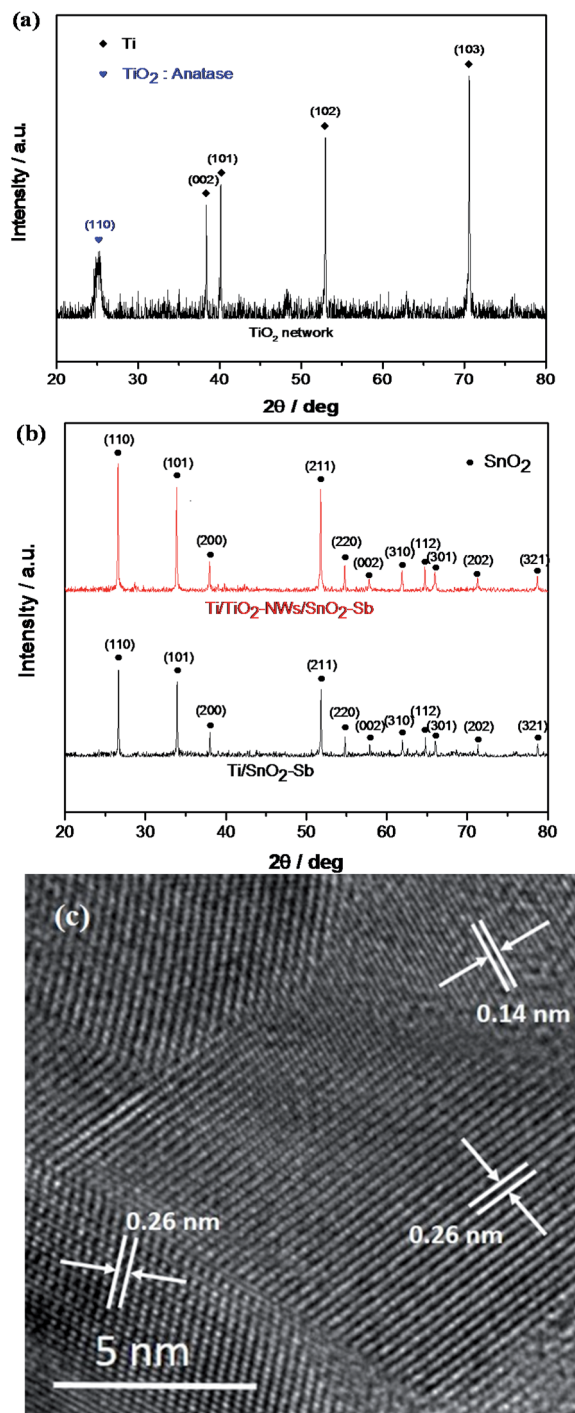 (a)
◆ Ti
♥ TiO2 : Anatase
(103)
(102)
(101)
(002)
(110)
Intensity / a.u.
TiO2 network
20 30 40 50 60 70 80
2θ / deg
(b)
● SnO2
(110)
(101)
(211)
(200)
(220)
(002)
(310)
(112)
(301)
(202)
(321)
Ti/TiO2-NWs/SnO2-Sb
Intensity / a.u.
(110)
(101)
(211)
(200)
(220)
(002)
(310)
(112)
(301)
(202)
(321)
Ti/SnO2-Sb
20 30 40 50 60 70 80
2θ / deg
(c)
0.14 nm
0.26 nm
0.26 nm
5 nm